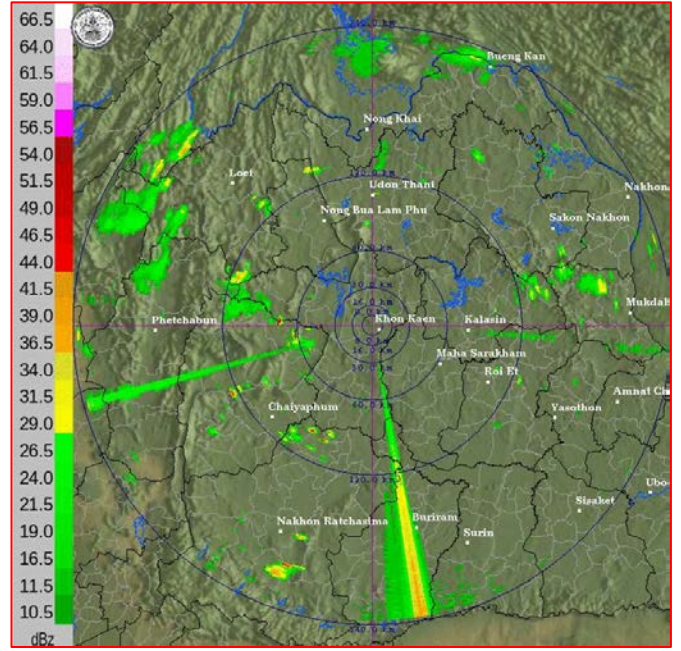 66.5
64.0
61.5
59.0
56.5
54.0
51.5
49.0
46.5
44.0
41.5
39.0
36.5
34.0
31.5
29.0
26.5
24.0
21.5
19.0
16.5
14.0
11.5
10.5
dBz
Bueng Kan
Nong Khai
Loei
Udon Thani
Nakhon
Nong Bua Lam Phu
Sakon Nakhon
Mukdah
Phetchabun
Khon Kaen
Kalasin
Maha Sarakham
Roi Et
Amnat Ch
Chaiyaphum
Yasothon
Ubo
Sisaket
Nakhon Ratchasima
Buriram
Surin